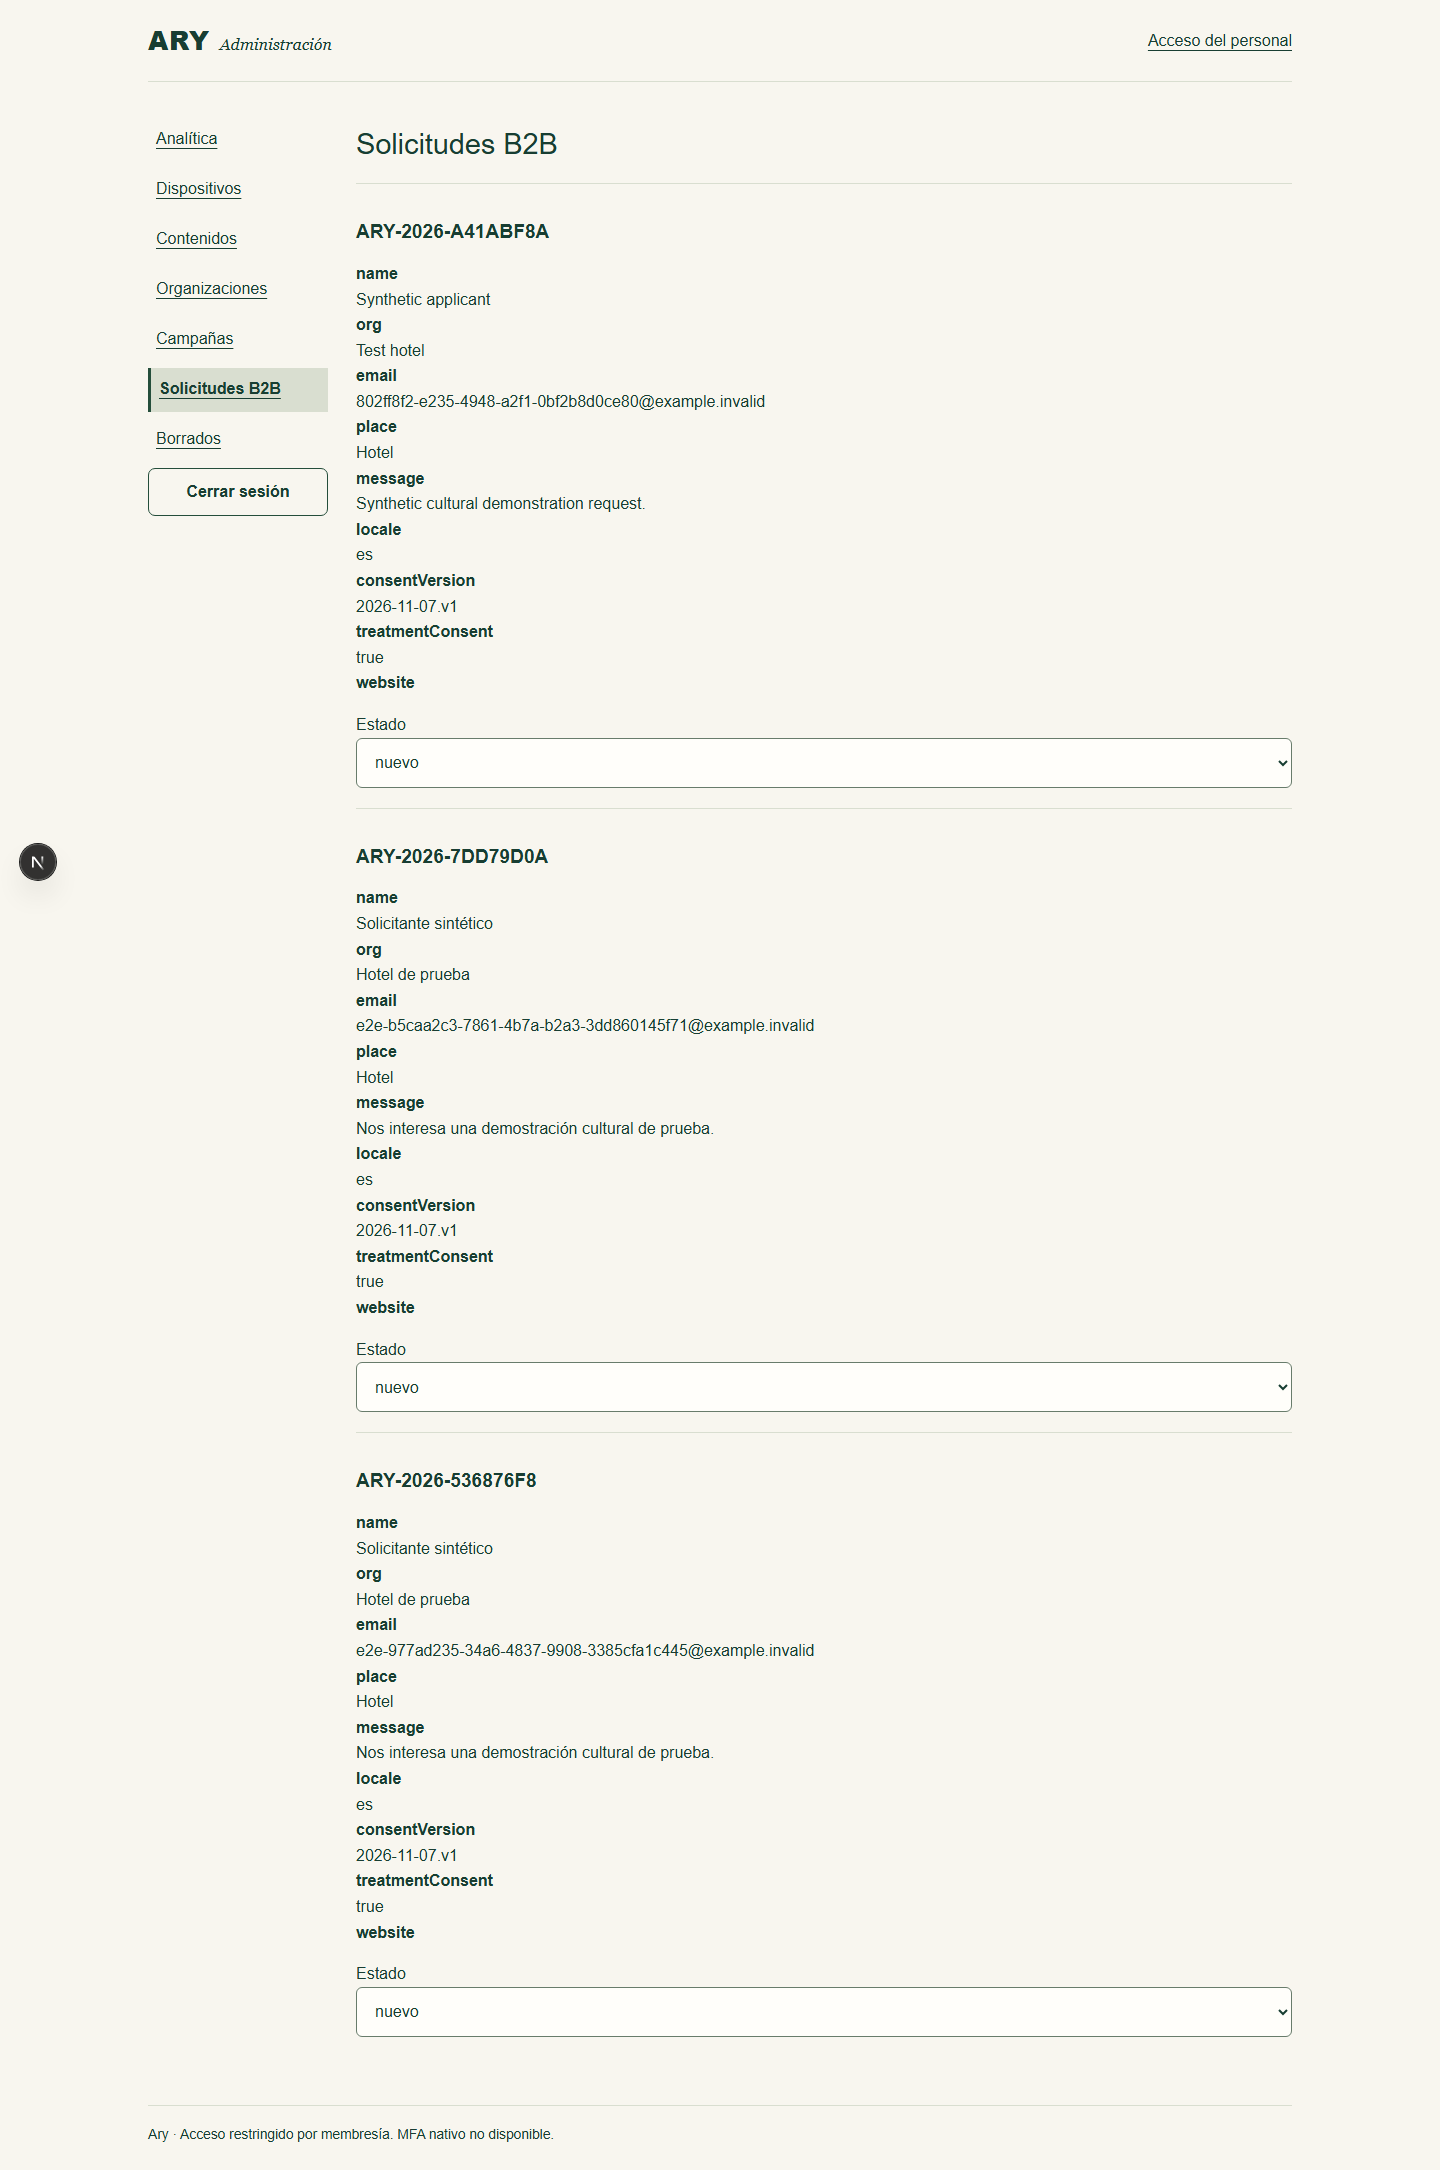 ARY Administración
Acceso del personal
Analítica
Dispositivos
Contenidos
Organizaciones
Campañas
Solicitudes B2B
Borrados
Cerrar sesión
Solicitudes B2B
ARY-2026-A41ABF8A
name
Synthetic applicant
org
Test hotel
email
802ff8f2-e235-4948-a2f1-0bf2b8d0ce80@example.invalid
place
Hotel
message
Synthetic cultural demonstration request.
locale
es
consentVersion
2026-11-07.v1
treatmentConsent
true
website
Estado
nuevo
ARY-2026-7DD79D0A
name
Solicitante sintético
org
Hotel de prueba
email
e2e-b5caa2c3-7861-4b7a-b2a3-3dd860145f71@example.invalid
place
Hotel
message
Nos interesa una demostración cultural de prueba.
locale
es
consentVersion
2026-11-07.v1
treatmentConsent
true
website
Estado
nuevo
N
ARY-2026-536876F8
name
Solicitante sintético
org
Hotel de prueba
email
e2e-977ad235-34a6-4837-9908-3385cfa1c445@example.invalid
place
Hotel
message
Nos interesa una demostración cultural de prueba.
locale
es
consentVersion
2026-11-07.v1
treatmentConsent
true
website
Estado
nuevo
Ary · Acceso restringido por membresía. MFA nativo no disponible.